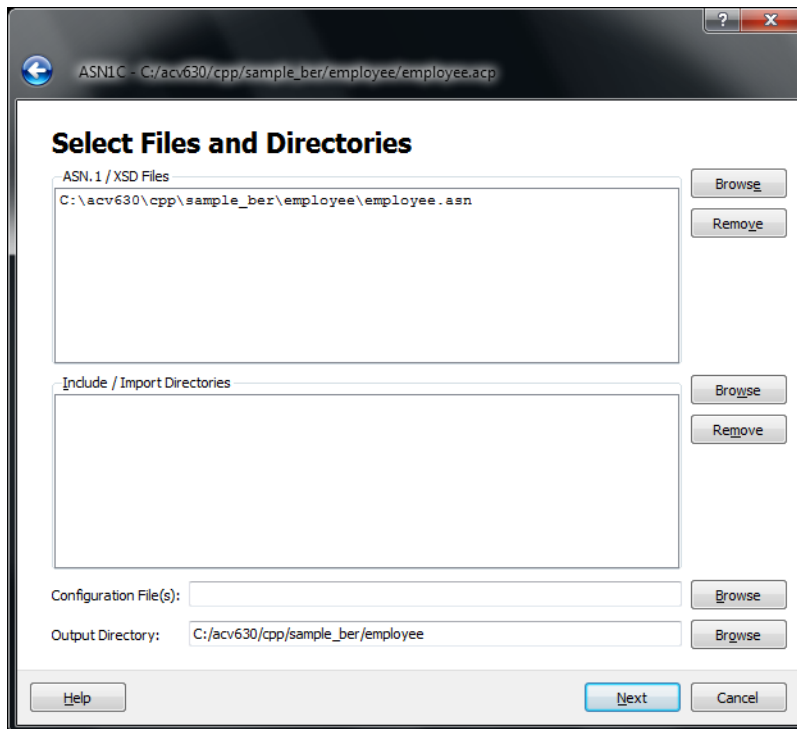 ?
x
ASN1C - C:/acv630/cpp/sample_ber/employee/employee.acp
Select Files and Directories
ASN.1 / XSD Files
Browse
C:\acv630\cpp\sample_ber\employee\employee.asn
Remove
Include / Import Directories
Browse
Remove
Configuration File(s):
Browse
Output Directory: C:/acv630/cpp/sample_ber/employee Browse
Help Next Cancel